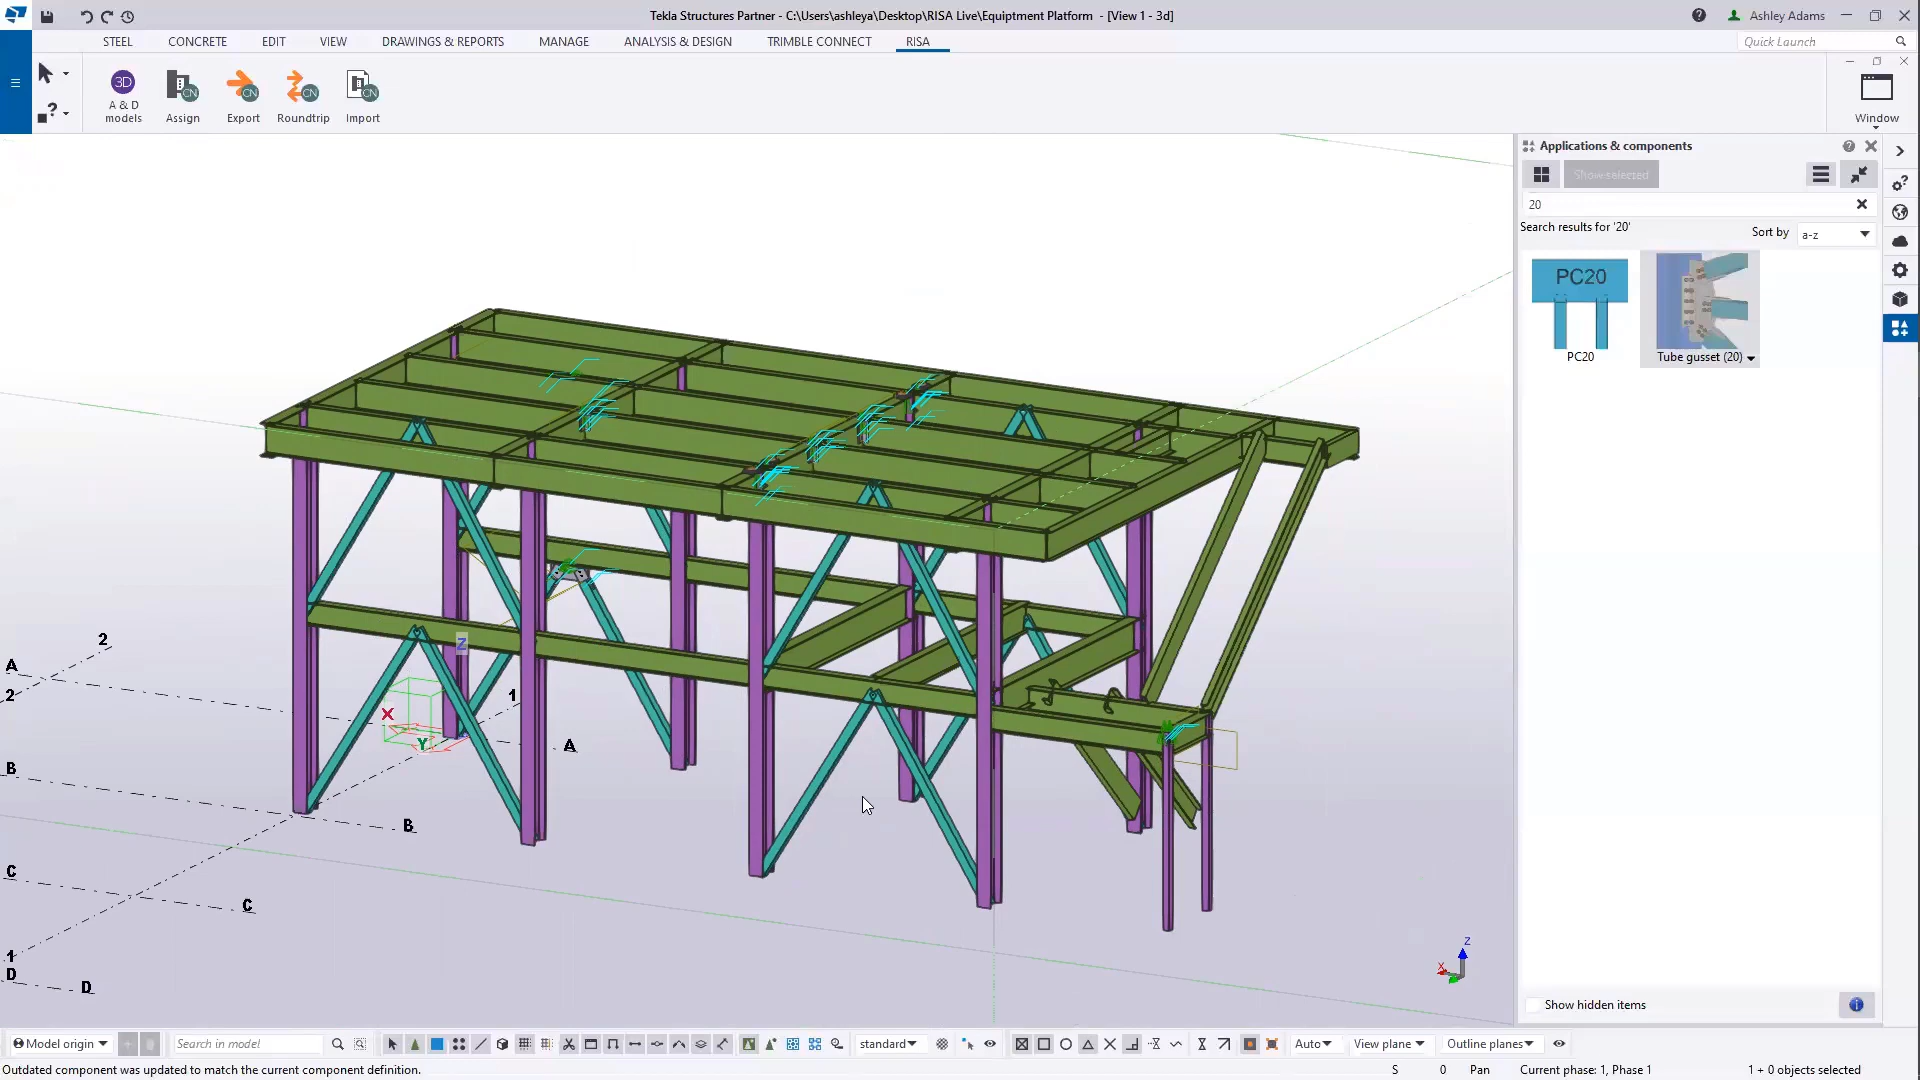 Tekla Structures Partner - C:\Users\ashleya\Desktop\RISA Live\Equiptment Platform - [View 1 - 3d]
Ashley Adams
STEEL CONCRETE EDIT VIEW DRAWINGS & REPORTS MANAGE ANALYSIS & DESIGN TRIMBLE CONNECT RISA
Quick Launch
3D CN CN CN CN
A & D models
Assign
Export
Roundtrip
Import
Window
Applications & components
Show selected
20
Search results for '20'
Sort by a-z
PC20
PC20
Tube gusset (20)
2
A
2
Z
1
X
Y
A
B
B
C
C
1
D
D
Z
X
Show hidden items
Model origin
Search in model
standard
Auto
View plane
Outline planes
Outdated component was updated to match the current component definition.
S 0 Pan Current phase: 1, Phase 1 1 + 0 objects selected